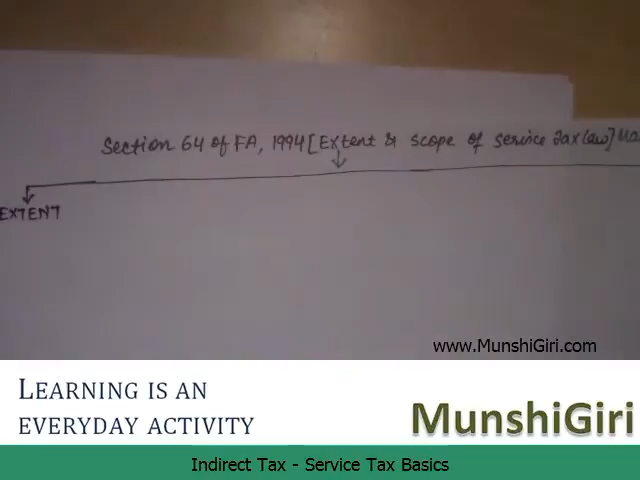 Section 64 of FA, 1994 [Extent & scope of service Tax law]
EXTENT
www.MunshiGiri.com
LEARNING IS AN
EVERYDAY ACTIVITY
MunshiGiri
Indirect Tax - Service Tax Basics